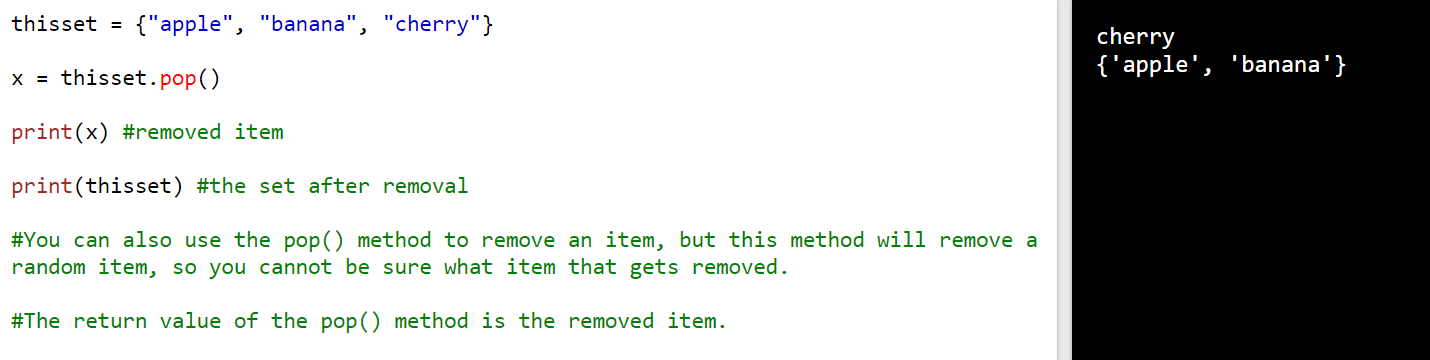 thisset = {"apple", "banana", "cherry"}
x = thisset.pop()
print(x) #removed item
print(thisset) #the set after removal
#You can also use the pop() method to remove an item, but this method will remove a
random item, so you cannot be sure what item that gets removed.
#The return value of the pop() method is the removed item.
cherry
{'apple', 'banana'}